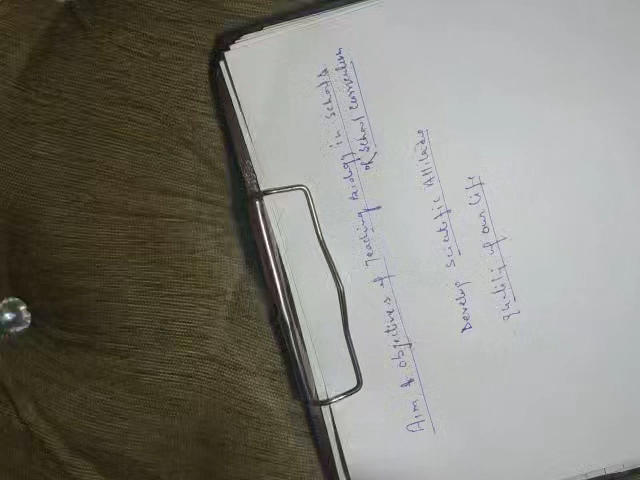 Aim & objectives of Teaching biology in Schools
of School Curriculum
Develop Scientific Attitude
Quality of our life